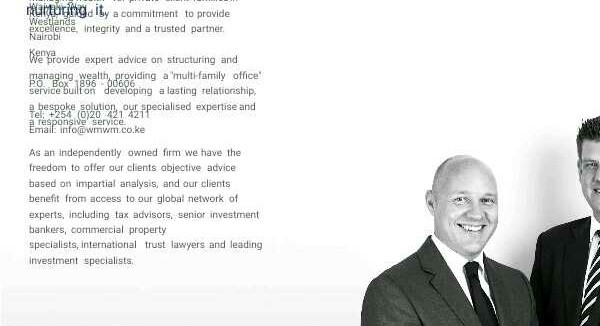 nurturing it.
Westlands
excellence, integrity and a trusted partner.
Nairobi
Kenya
We provide expert advice on structuring and
managing wealth, providing a "multi-family office"
P.O. Box 1896 - 00606
service built on developing a lasting relationship,
a bespoke solution, our specialised expertise and
Tel: +254 (0)20 421 4211
a responsive service.
Email: info@wmwm.co.ke
As an independently owned firm we have the
freedom to offer our clients objective advice
based on impartial analysis, and our clients
benefit from access to our global network of
experts, including tax advisors, senior investment
bankers, commercial property
specialists, international trust lawyers and leading
investment specialists.